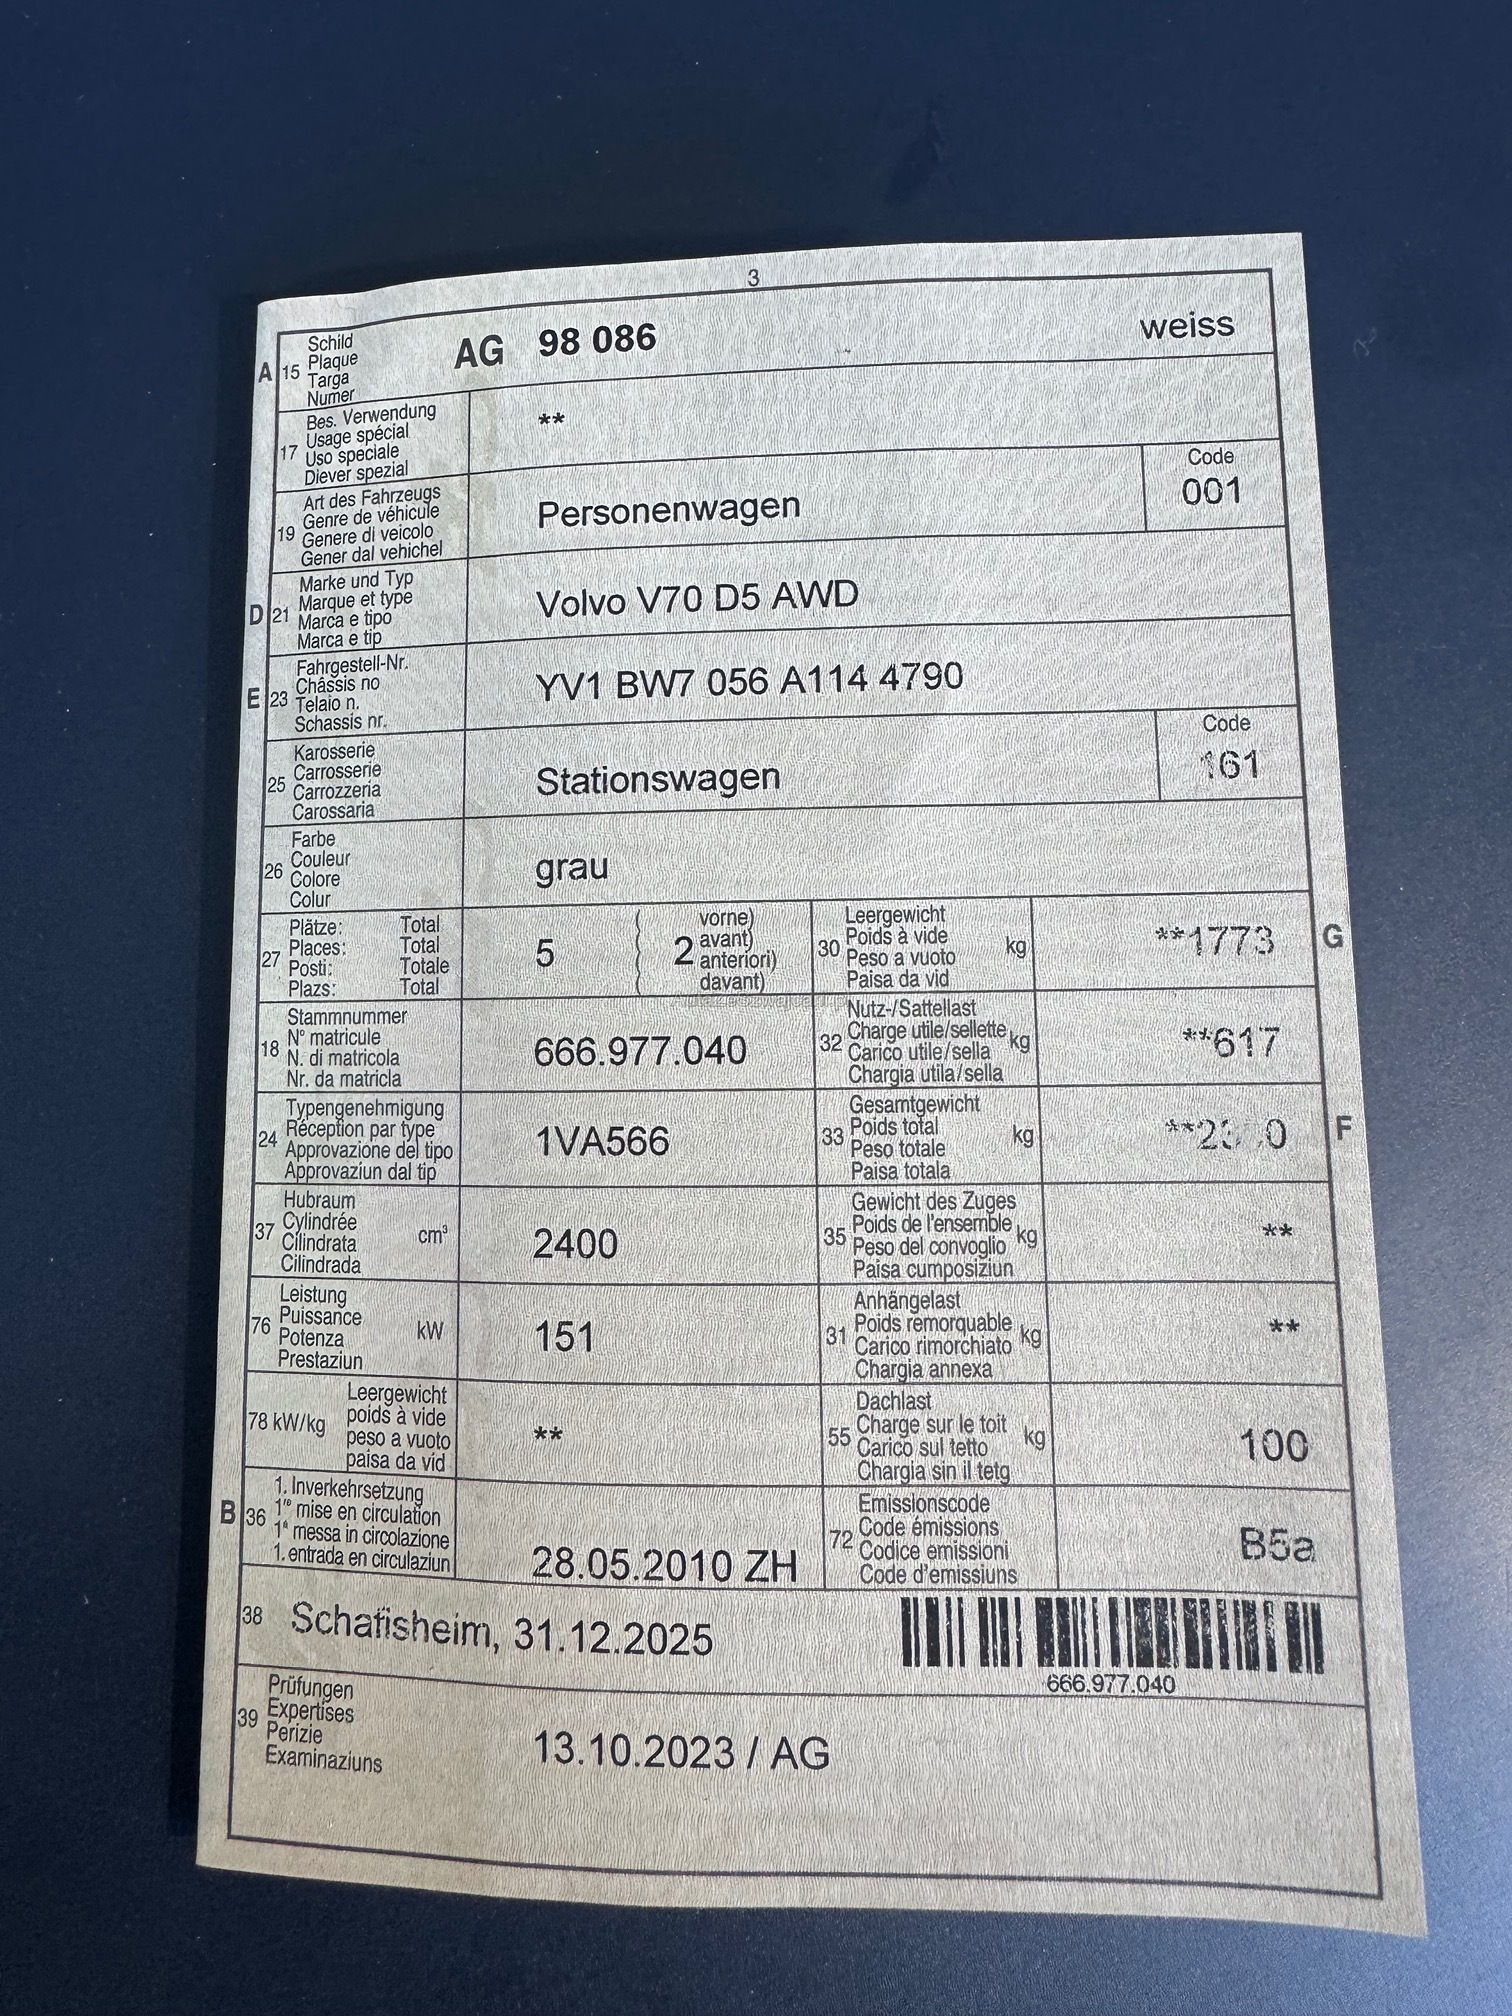 3
A 15 Schild
Plaque
Targa
Numer
AG 98 086 weiss
17 Bes. Verwendung
Usage spécial
Uso speciale
Diever spezial
**
19 Art des Fahrzeugs
Genre de véhicule
Genere di veicolo
Gener dal vehichel
Personenwagen
Code
001
D 21 Marke und Typ
Marque et type
Marca e tipo
Marca e tip
Volvo V70 D5 AWD
E 23 Fahrgestell-Nr.
Châssis no
Telaio n.
Schassis nr.
YV1 BW7 056 A114 4790
25 Karosserie
Carrosserie
Carrozzeria
Carossaria
Stationswagen
Code
161
26 Farbe
Couleur
Colore
Colur
grau
27 Plätze: Total
Places: Total
Posti: Totale
Plazs: Total
5
2
( vorne)
avant)
anteriori)
davant)
30 Leergewicht
Poids à vide
Peso a vuoto
Paisa da vid
kg
**1773
G
18 Stammnummer
N° matricule
N. di matricola
Nr. da matricla
666.977.040
32 Nutz-/Sattellast
Charge utile/sellette
Carico utile/sella
Chargia utila/sella
kg
**617
24 Typengenehmigung
Réception par type
Approvazione del tipo
Approvaziun dal tip
1VA566
33 Gesamtgewicht
Poids total
Peso totale
Paisa totala
kg
F
37 Hubraum
Cylindrée
Cilindrata
Cilindrada
cm³
2400
35 Gewicht des Zuges
Poids de l'ensemble
Peso del convoglio
Paisa cumposiziun
kg
**
76 Leistung
Puissance
Potenza
Prestaziun
kW
151
31 Anhängelast
Poids remorquable
Carico rimorchiato
Chargia annexa
kg
**
78 kW/kg
Leergewicht
poids à vide
peso a vuoto
paisa da vid
**
55 Dachlast
Charge sur le toit
Carico sul tetto
Chargia sin il tetg
kg
100
B 36 1. Inverkehrsetzung
1re mise en circulation
1a messa in circolazione
1. entrada en circulaziun
28.05.2010 ZH
72 Emissionscode
Code émissions
Codice emissioni
Code d'emissiuns
B5a
38 Schafisheim, 31.12.2025
666.977.040
39 Prüfungen
Expertises
Perizie
Examinaziuns
13.10.2023 / AG